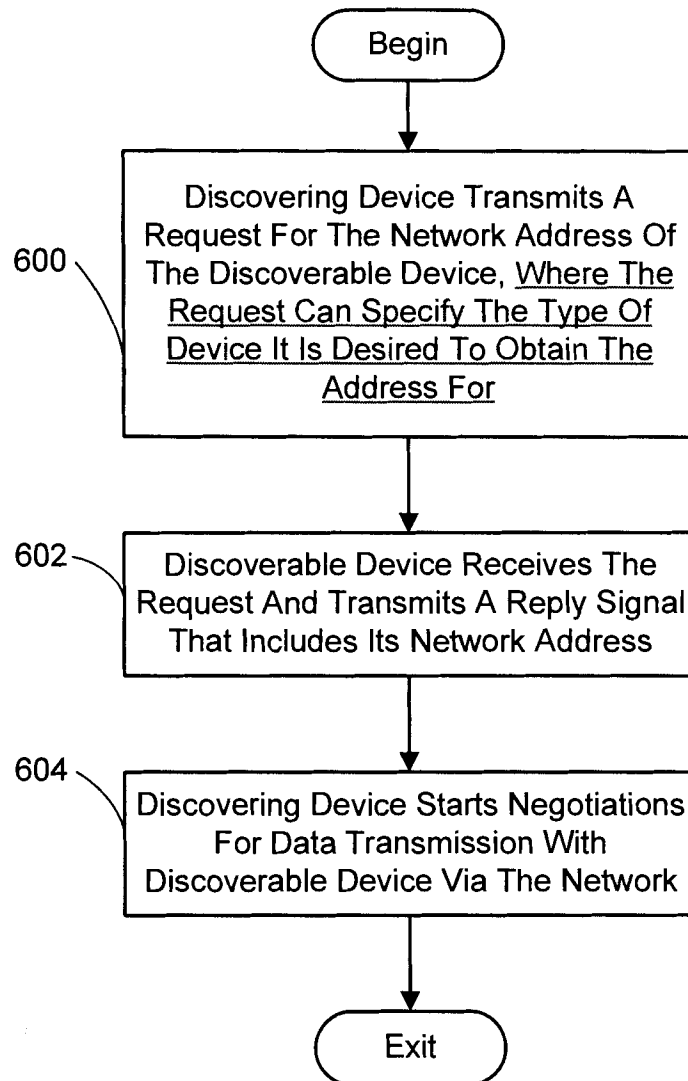 Begin
600
Discovering Device Transmits A
Request For The Network Address Of
The Discoverable Device, Where The
Request Can Specify The Type Of
Device It Is Desired To Obtain The
Address For
602
Discoverable Device Receives The
Request And Transmits A Reply Signal
That Includes Its Network Address
604
Discovering Device Starts Negotiations
For Data Transmission With
Discoverable Device Via The Network
Exit